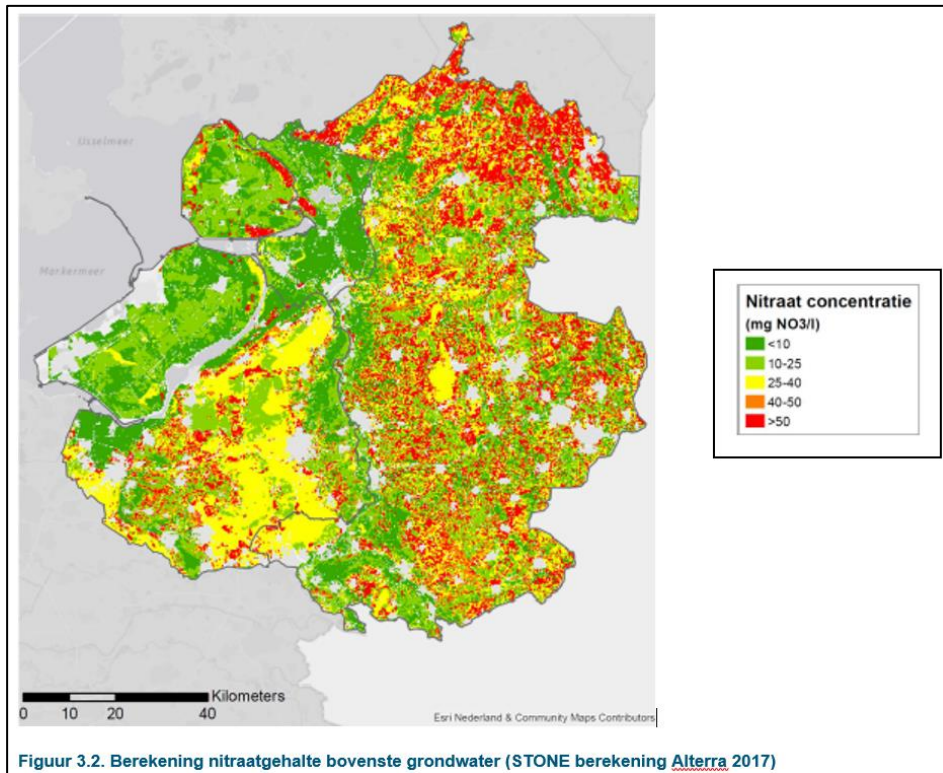 IJsselmeer
Markermeer
Nitraat concentratie
(mg NO3/l)
<10
10-25
25-40
40-50
>50
Kilometers
0 10 20 40
Esri Nederland & Community Maps Contributors
Figuur 3.2. Berekening nitraatgehalte bovenste grondwater (STONE berekening Alterra 2017)